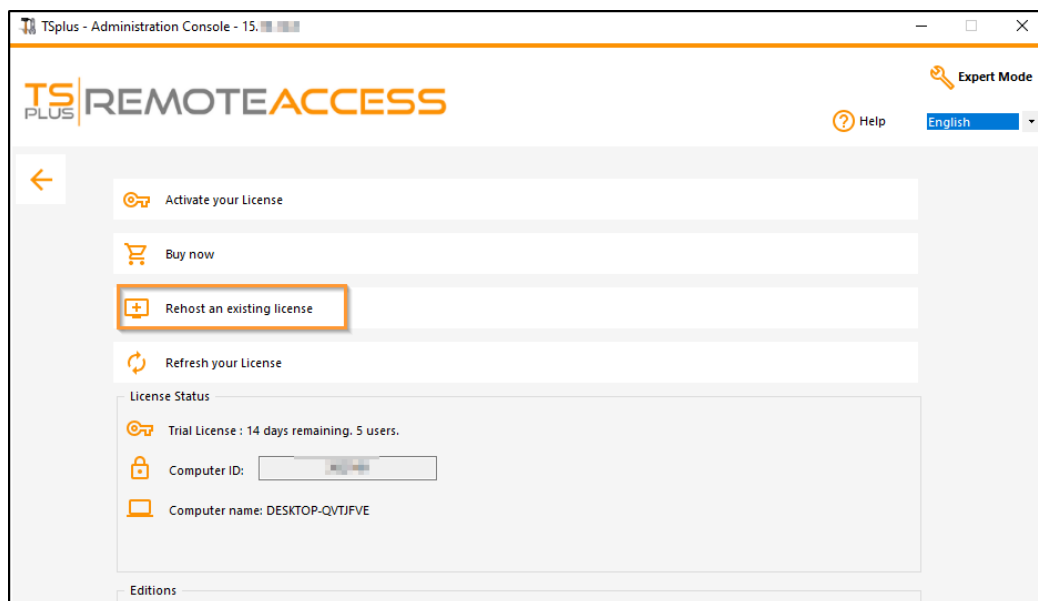 TSplus - Administration Console - 15.
Expert Mode
TS PLUS REMOTEACCESS
Help
English
Activate your License
Buy now
Rehost an existing license
Refresh your License
License Status
Trial License : 14 days remaining. 5 users.
Computer ID:
Computer name: DESKTOP-QVTJFVE
Editions